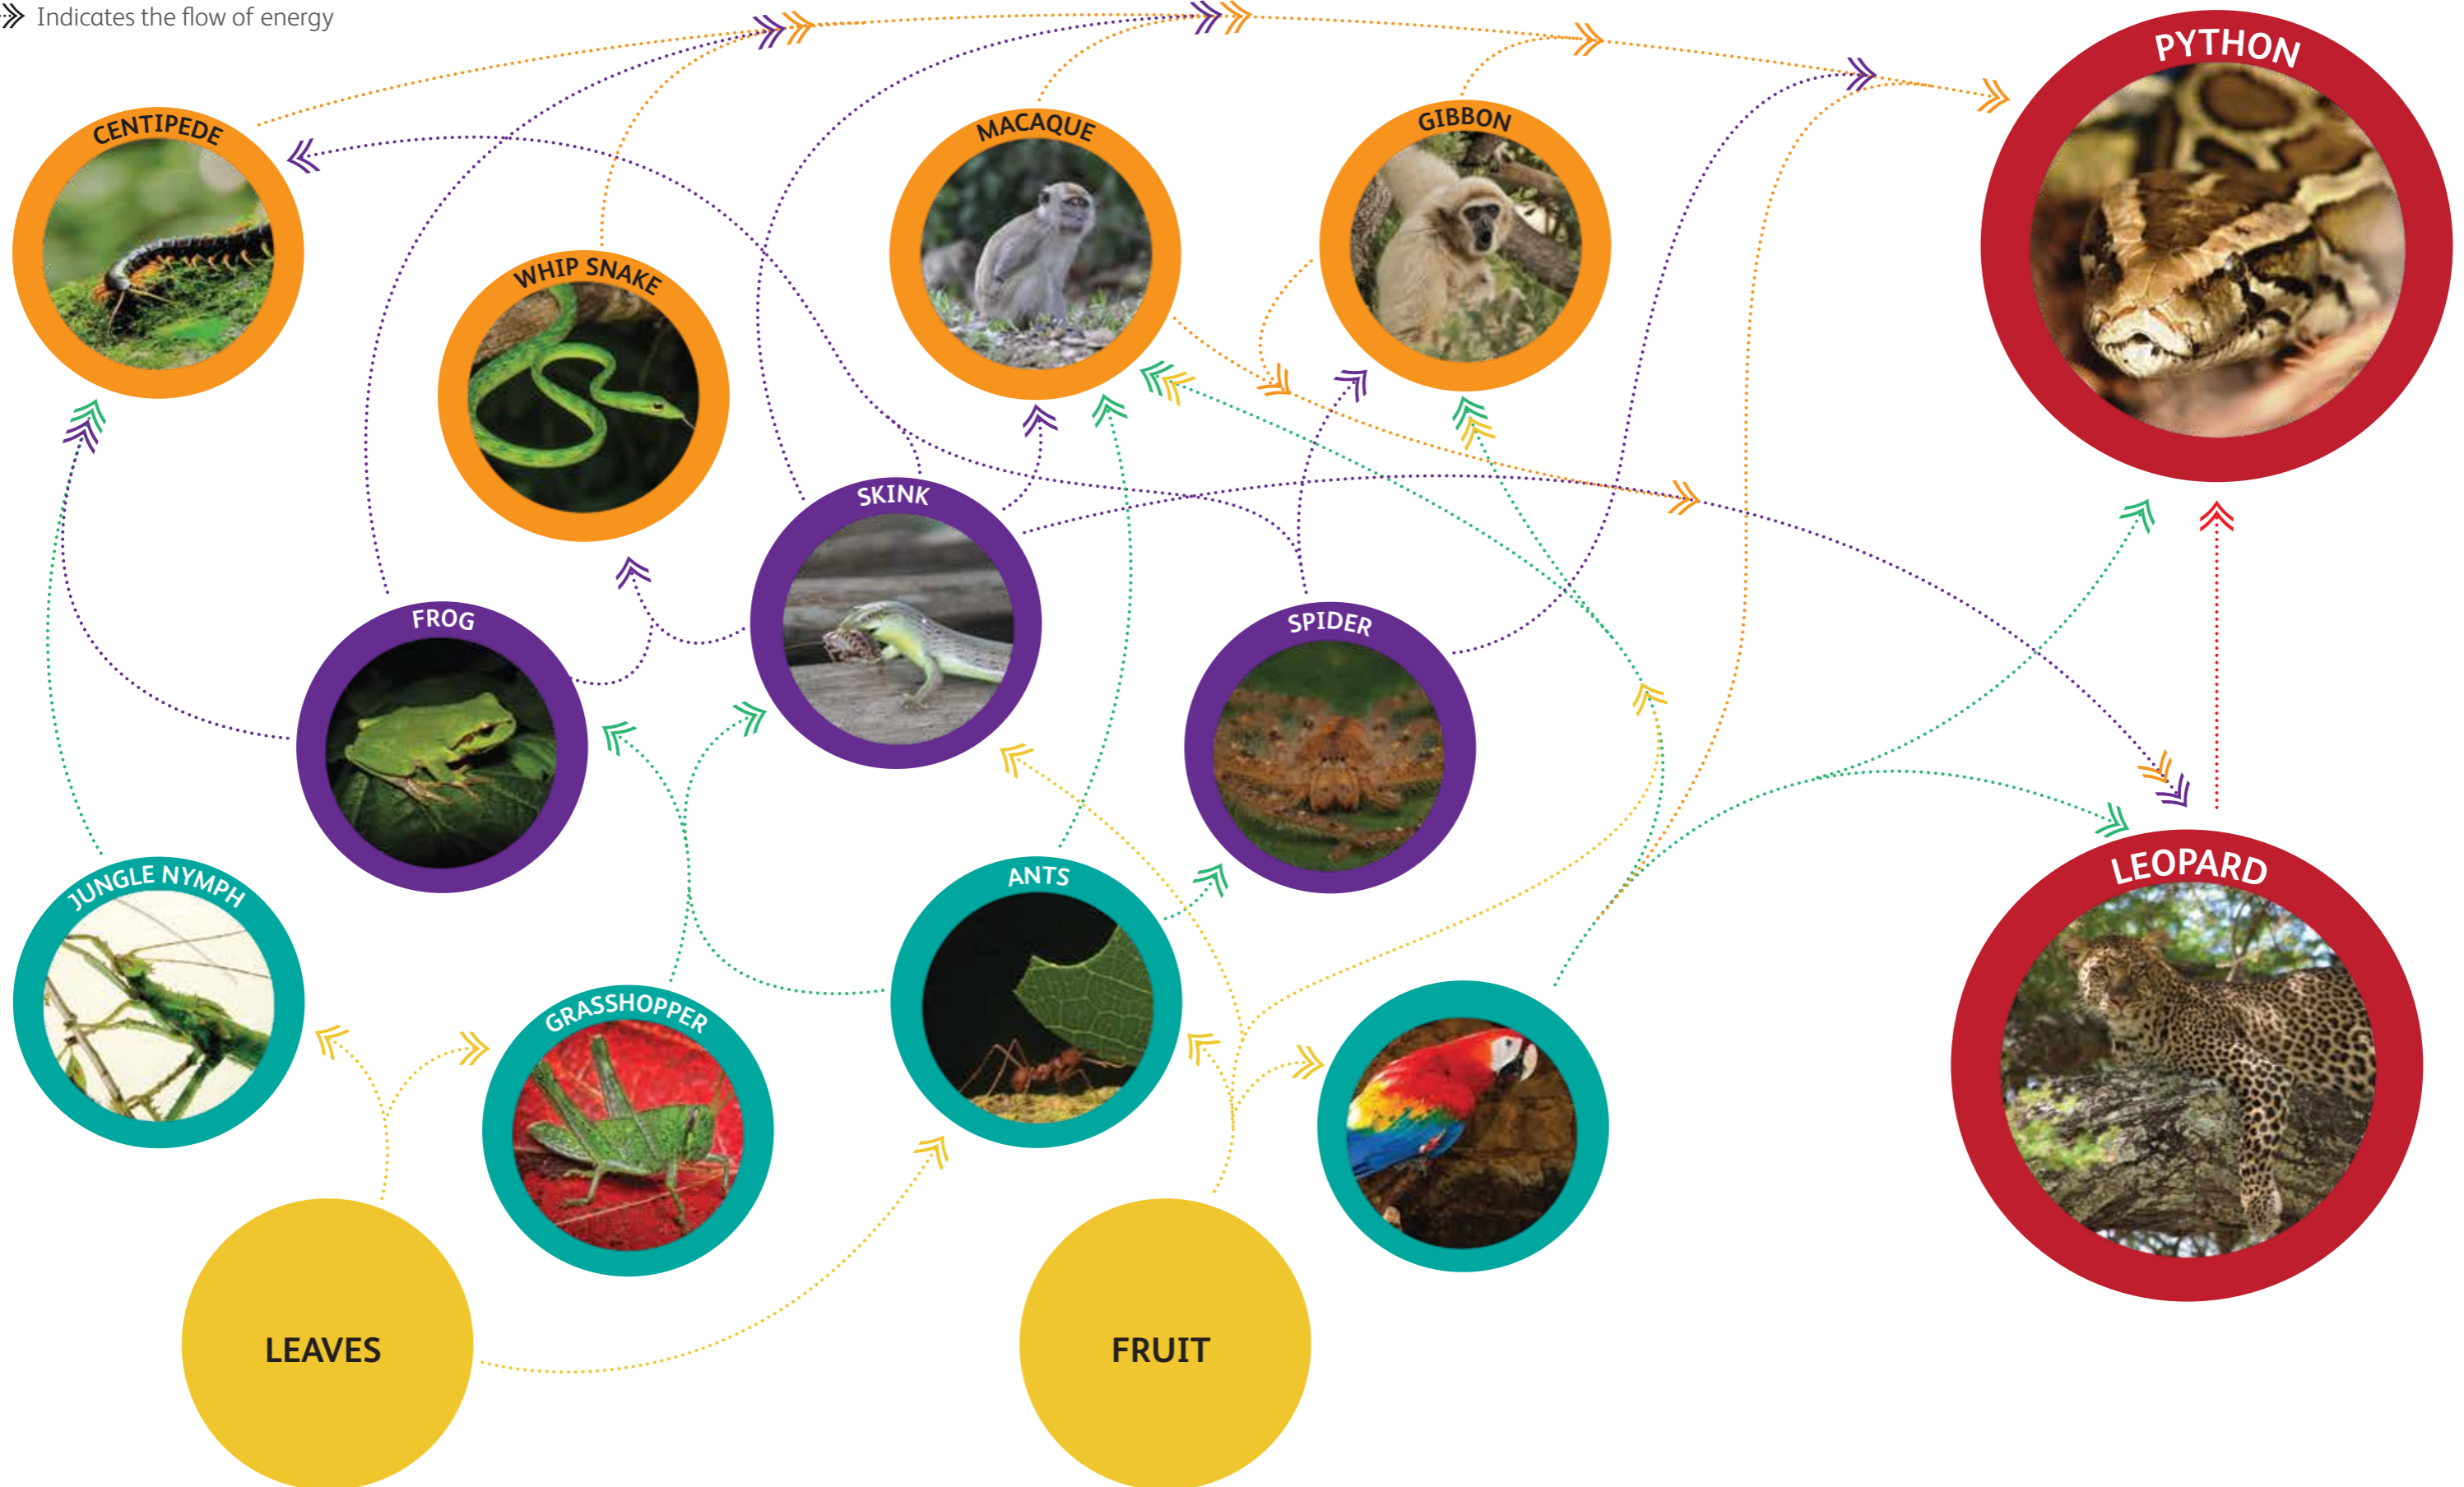 Indicates the flow of energy
PYTHON
CENTIPEDE
MACAQUE
GIBBON
WHIP SNAKE
SKINK
FROG
SPIDER
JUNGLE NYMPH
ANTS
LEOPARD
GRASSHOPPER
LEAVES
FRUIT